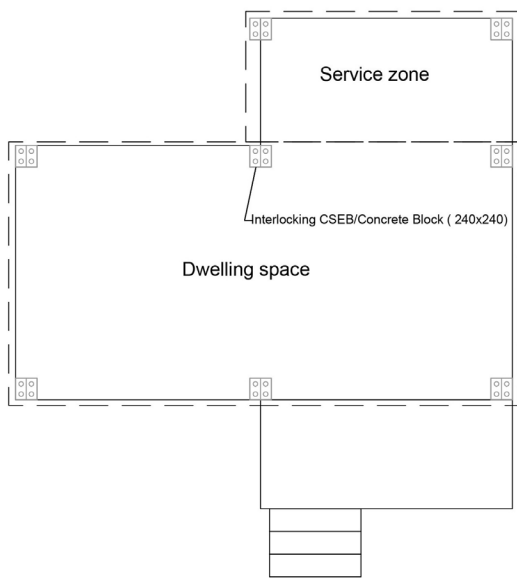 Service zone
Interlocking CSEB/Concrete Block ( 240x240)
Dwelling space